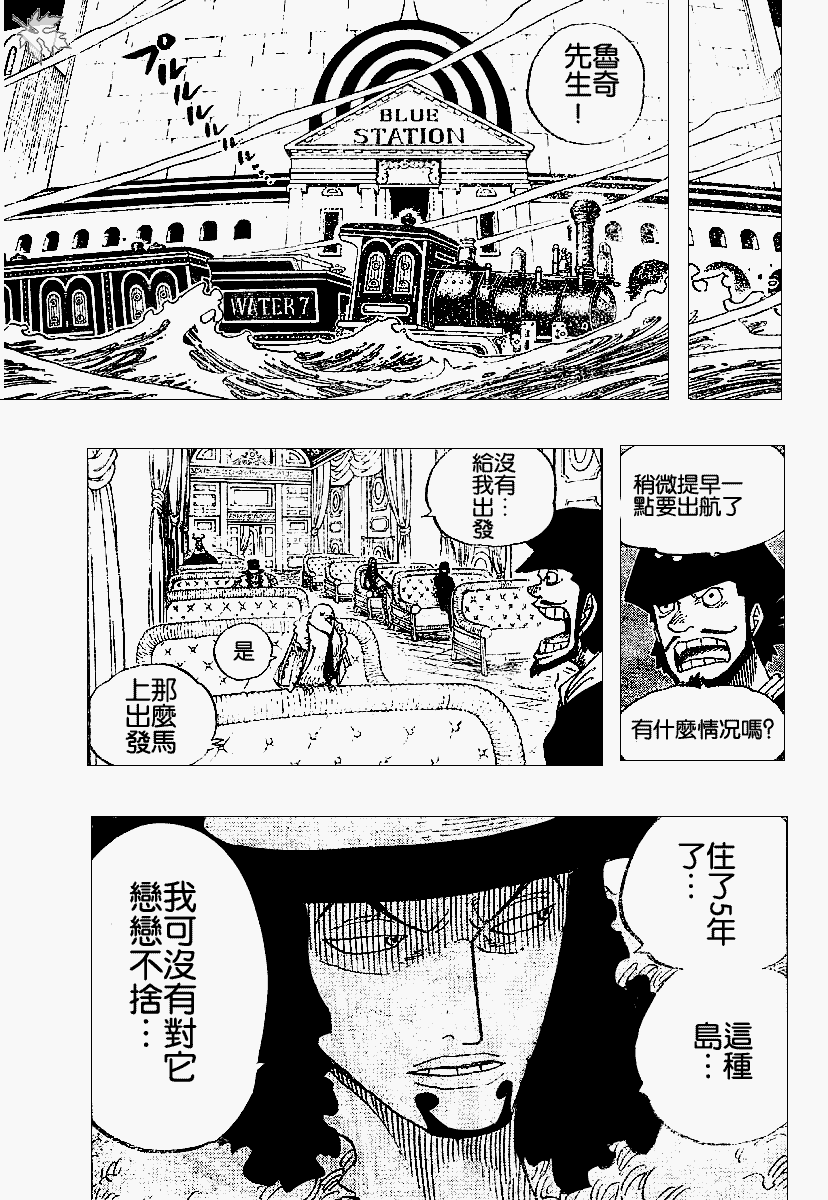 魯奇
先生！
プルルルルル…
BLUE
STATION
WATER 7
稍微提早一
點要出航了
有什麼情況嗎?
沒有…
給我出發
是
那麼馬
上出發
住了5年
了…
這種
島…
我可沒有對它
戀戀不捨…